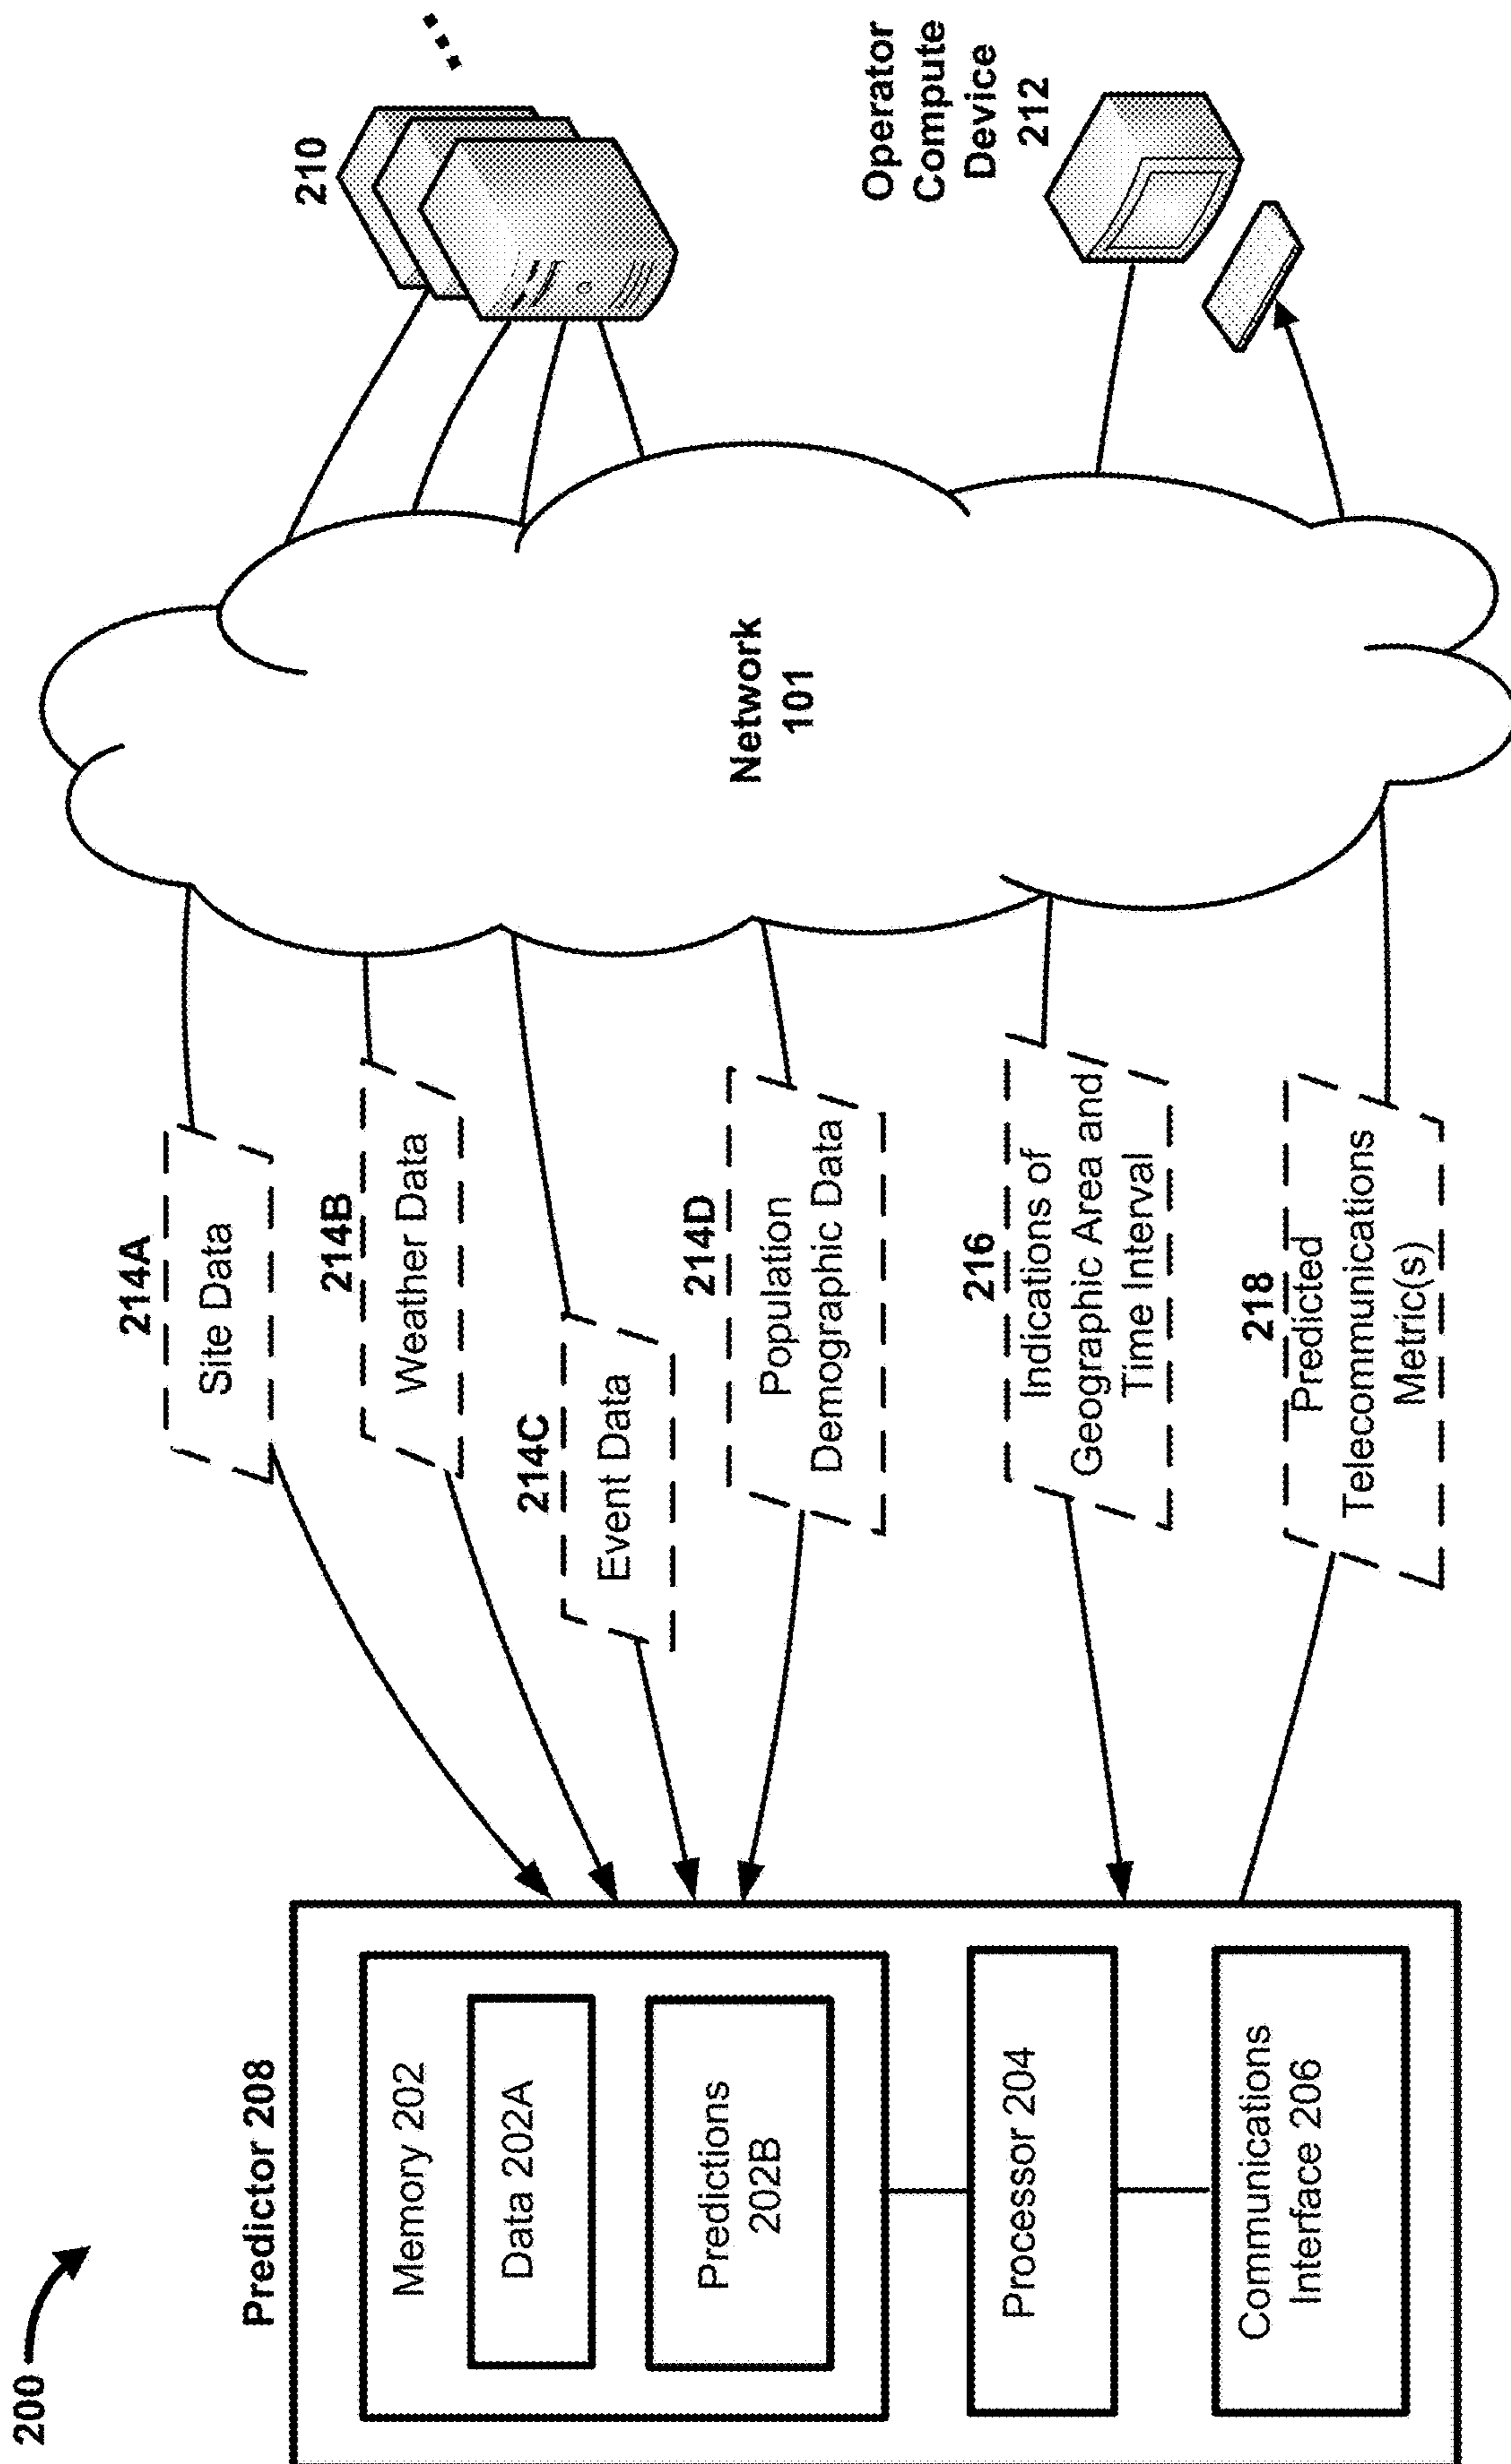 200
Predictor 208
Memory 202
Data 202A
Predictions
202B
Processor 204
Communications
Interface 206
214A
Site Data
214B
Weather Data
214C
Event Data
214D
Population
Demographic Data
216
Indications of
Geographic Area and
Time Interval
218
Predicted
Telecommunications
Metric(s)
Network
101
210
Operator
Compute
Device
212